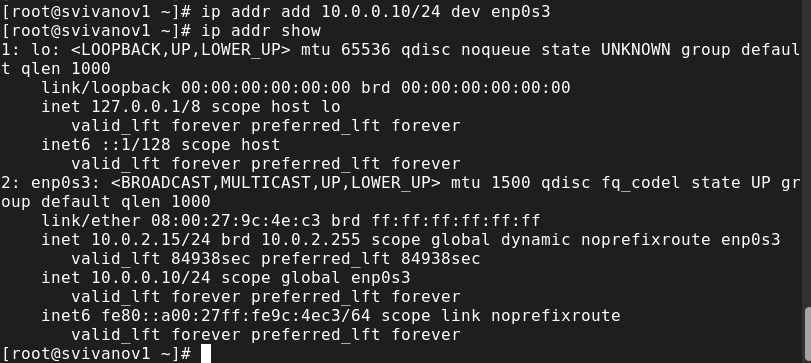 [root@svivanov1 ~]# ip addr add 10.0.0.10/24 dev enp0s3
[root@svivanov1 ~]# ip addr show
1: lo: <LOOPBACK,UP,LOWER_UP> mtu 65536 qdisc noqueue state UNKNOWN group defaul
t qlen 1000
    link/loopback 00:00:00:00:00:00 brd 00:00:00:00:00:00
    inet 127.0.0.1/8 scope host lo
       valid_lft forever preferred_lft forever
    inet6 ::1/128 scope host
       valid_lft forever preferred_lft forever
2: enp0s3: <BROADCAST,MULTICAST,UP,LOWER_UP> mtu 1500 qdisc fq_codel state UP gr
oup default qlen 1000
    link/ether 08:00:27:9c:4e:c3 brd ff:ff:ff:ff:ff:ff
    inet 10.0.2.15/24 brd 10.0.2.255 scope global dynamic noprefixroute enp0s3
       valid_lft 84938sec preferred_lft 84938sec
    inet 10.0.0.10/24 scope global enp0s3
       valid_lft forever preferred_lft forever
    inet6 fe80::a00:27ff:fe9c:4ec3/64 scope link noprefixroute
       valid_lft forever preferred_lft forever
[root@svivanov1 ~]#